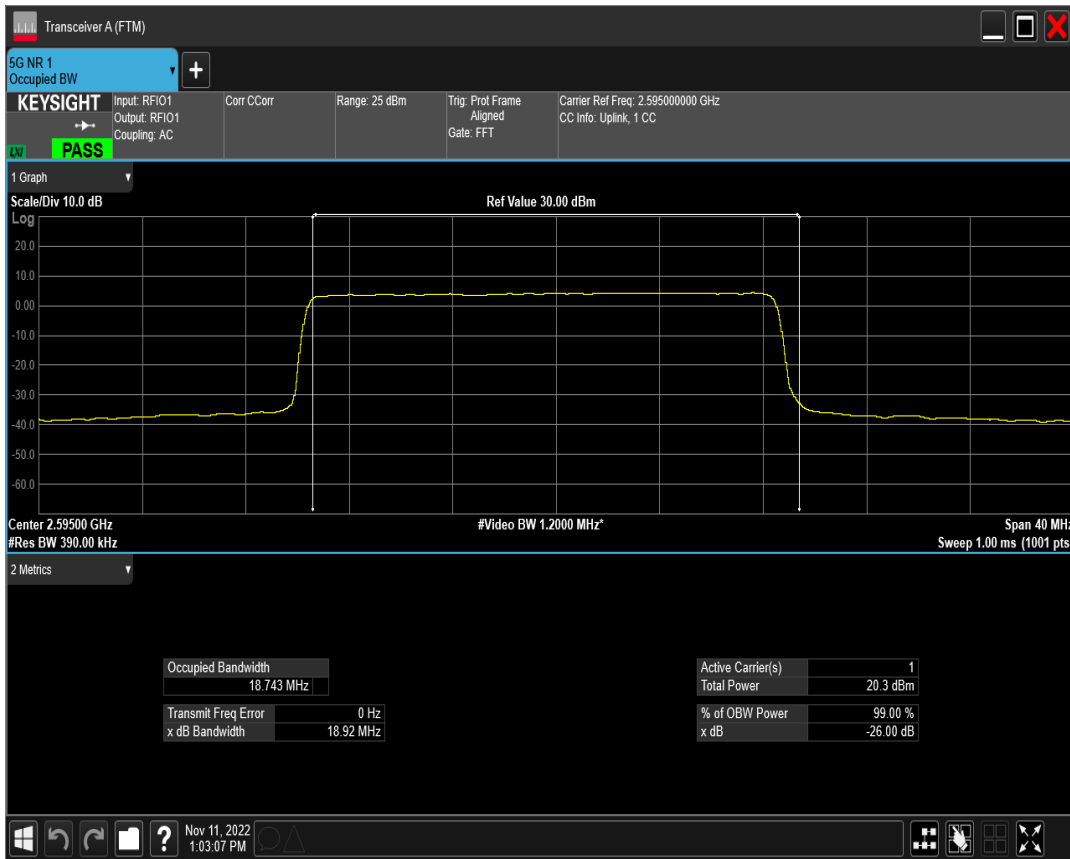 Transceiver A (FTM)
5G NR 1
Occupied BW
+
KEYSIGHT
LXI
PASS
Input: RFIO1
Output: RFIO1
Coupling: AC
Corr CCorr
Range: 25 dBm
Trig: Prot Frame
Aligned
Gate: FFT
Carrier Ref Freq: 2.595000000 GHz
CC Info: Uplink, 1 CC
1 Graph
Scale/Div 10.0 dB
Ref Value 30.00 dBm
Log
20.0
10.0
0.00
-10.0
-20.0
-30.0
-40.0
-50.0
-60.0
Center 2.59500 GHz
#Video BW 1.2000 MHz*
Span 40 MHz
#Res BW 390.00 kHz
Sweep 1.00 ms (1001 pts
2 Metrics
Occupied Bandwidth
18.743 MHz
Transmit Freq Error 0 Hz
x dB Bandwidth 18.92 MHz
Active Carrier(s) 1
Total Power 20.3 dBm
% of OBW Power 99.00 %
x dB -26.00 dB
?
Nov 11, 2022
1:03:07 PM